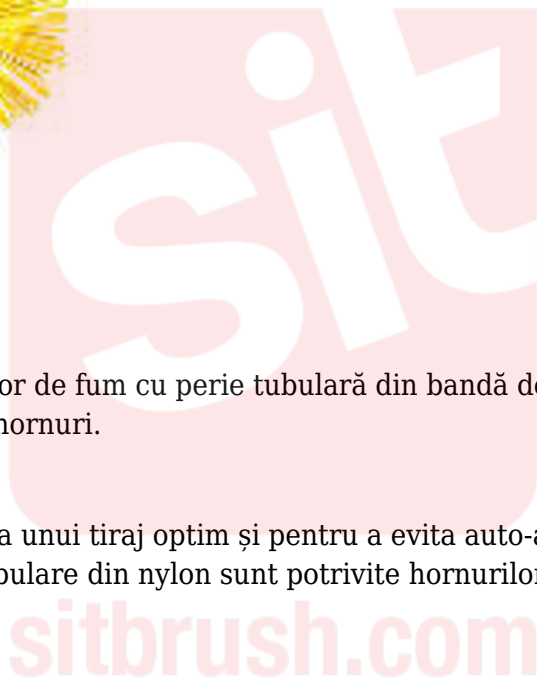 sit
or de fum cu perie tubulară din bandă d
hornuri.
a unui tiraj optim și pentru a evita auto-a
bulare din nylon sunt potrivite hornurilor
sitbrush.com